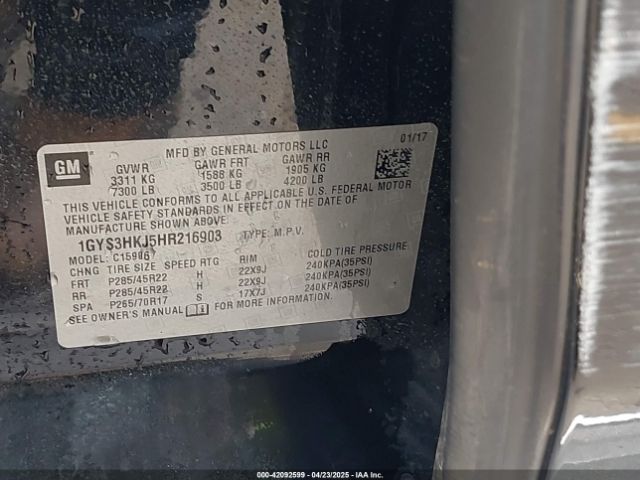 GM
MFD BY GENERAL MOTORS LLC
01/17
GVWR GAWR FRT GAWR RR
3311 KG 1588 KG 1905 KG
7300 LB 3500 LB 4200 LB
THIS VEHICLE CONFORMS TO ALL APPLICABLE U.S. FEDERAL MOTOR
VEHICLE SAFETY STANDARDS IN EFFECT ON THE DATE OF
MANUFACTURE SHOWN ABOVE.
1GYS3HKJ5HR216903 TYPE: M.P.V.
MODEL: C15906
CHNG TIRE SIZE SPEED RTG RIM COLD TIRE PRESSURE
FRT P285/45R22 H 22X9J 240KPA(35PSI)
RR P285/45R22 H 22X9J 240KPA(35PSI)
SPA P265/70R17 S 17X7J 240KPA(35PSI)
SEE OWNER'S MANUAL FOR MORE INFORMATION.
000-42092599 - 04/23/2025 - IAA Inc.